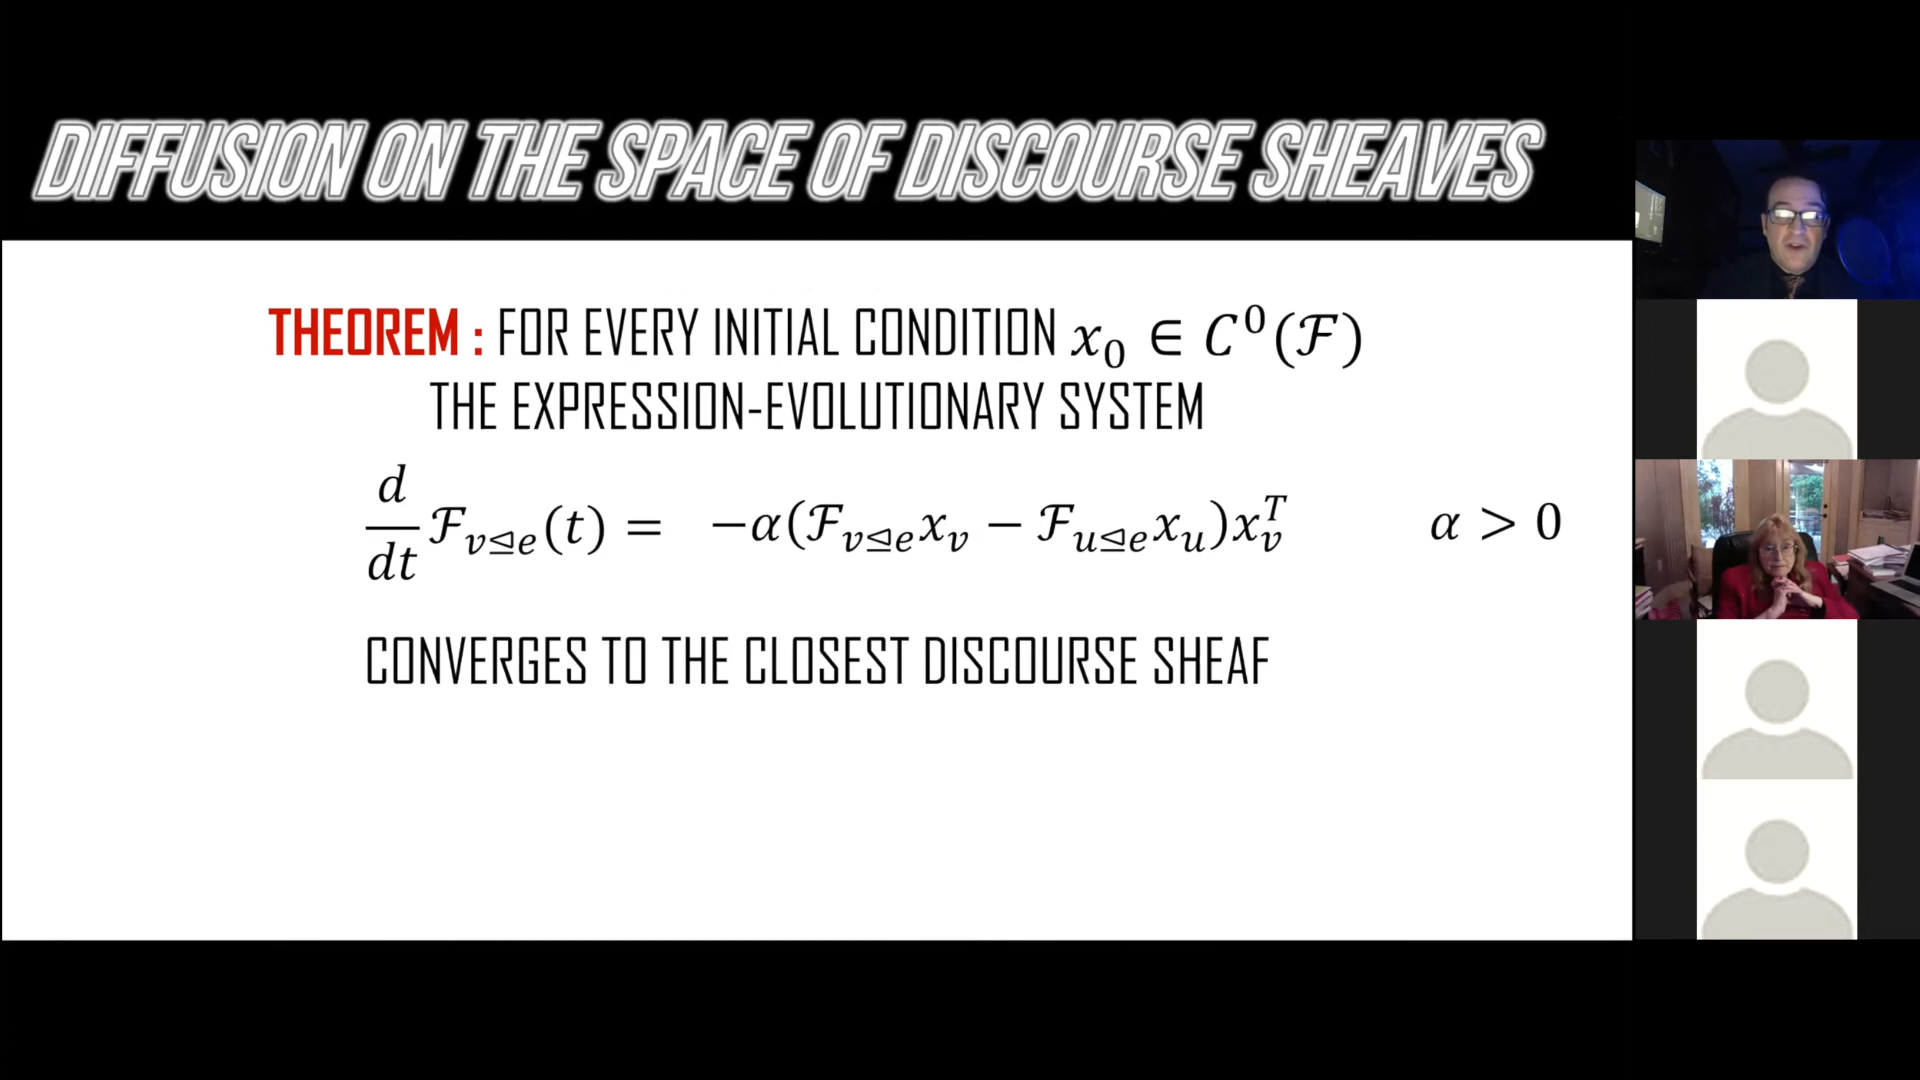 DIFFUSION ON THE SPACE OF DISCOURSE SHEAVES
THEOREM : FOR EVERY INITIAL CONDITION x₀ ∈ C⁰(ℱ)
THE EXPRESSION-EVOLUTIONARY SYSTEM
d/dt ℱ_{v⊴e}(t) = −α(ℱ_{v⊴e}x_v − ℱ_{u⊴e}x_u)x_v^T α > 0
CONVERGES TO THE CLOSEST DISCOURSE SHEAF